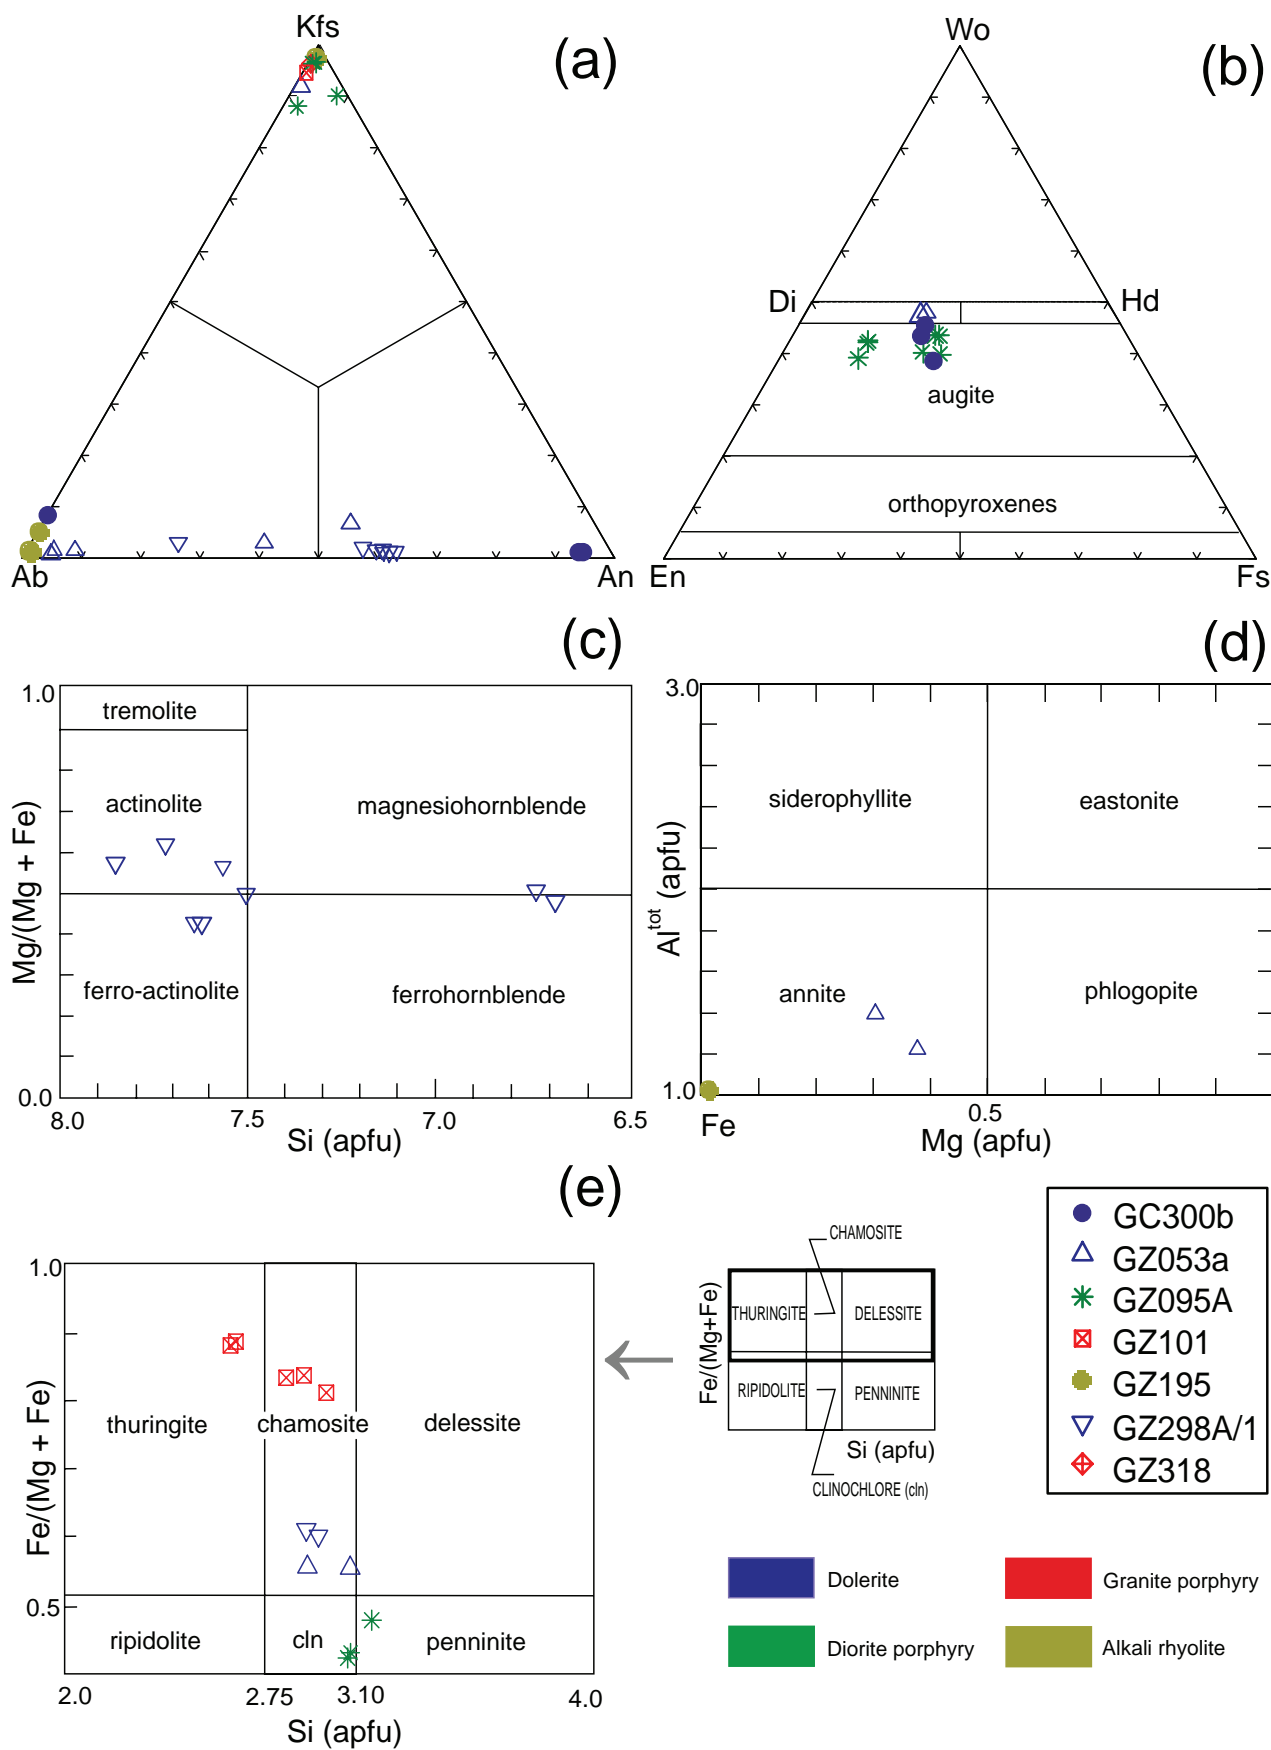 Kfs
(a)
Ab
An
Wo
(b)
Di
Hd
augite
orthopyroxenes
En
Fs
(c)
1.0
tremolite
actinolite
magnesiohornblende
Mg/(Mg + Fe)
ferro-actinolite
ferrohornblende
0.0
8.0
7.5
7.0
6.5
Si (apfu)
(d)
3.0
siderophyllite
eastonite
Al^tot (apfu)
annite
phlogopite
1.0
Fe
0.5
Mg (apfu)
(e)
1.0
thuringite
chamosite
delessite
Fe/(Mg + Fe)
0.5
ripidolite
cln
penninite
2.0
2.75
3.10
4.0
Si (apfu)
CHAMOSITE
THURINGITE
DELESSITE
Fe/(Mg+Fe)
RIPIDOLITE
PENNINITE
Si (apfu)
CLINOCHLORE (cln)
GC300b
GZ053a
GZ095A
GZ101
GZ195
GZ298A/1
GZ318
Dolerite
Granite porphyry
Diorite porphyry
Alkali rhyolite